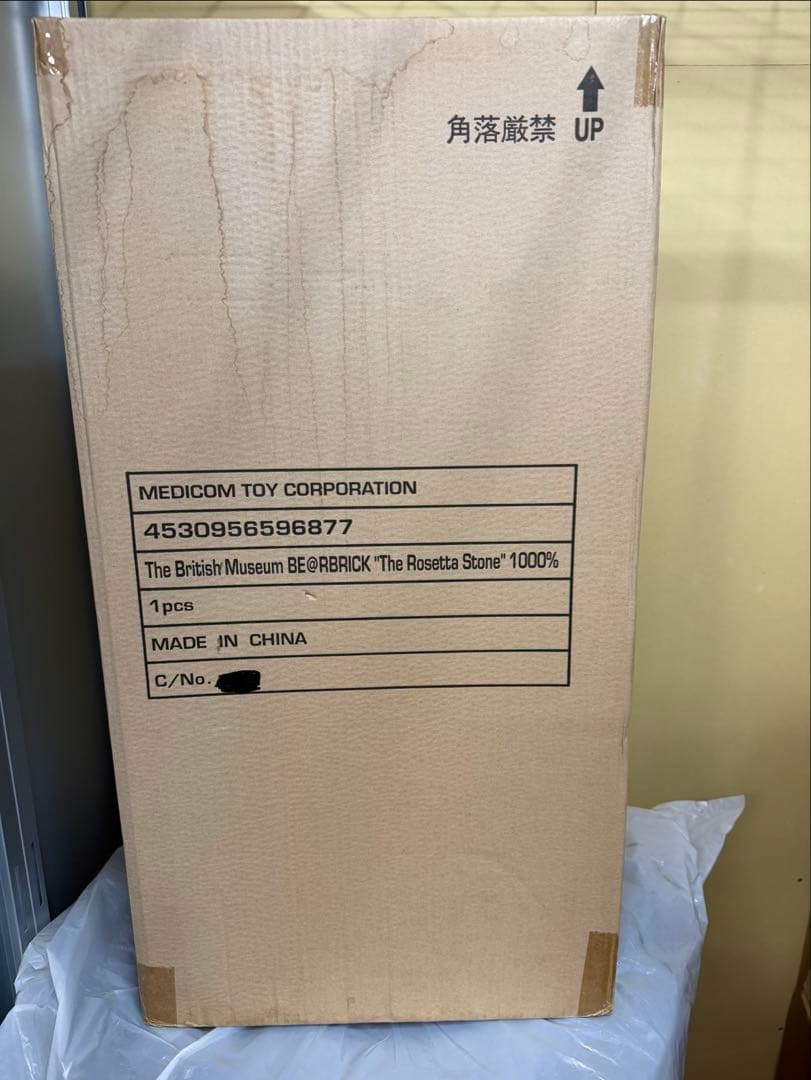 角落厳禁 UP
MEDICOM TOY CORPORATION
4530956596877
The British Museum BE@RBRICK "The Rosetta Stone" 1000%
1pcs
MADE IN CHINA
C/No.